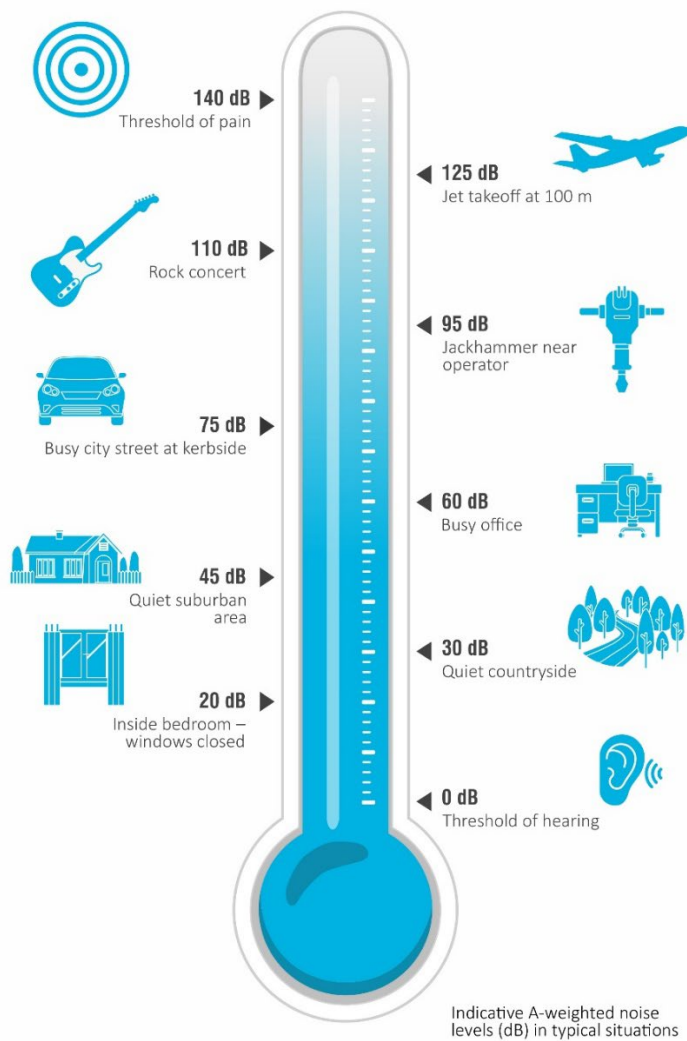 140 dB
Threshold of pain
125 dB
Jet takeoff at 100 m
110 dB
Rock concert
95 dB
Jackhammer near
operator
75 dB
Busy city street at kerbside
60 dB
Busy office
45 dB
Quiet suburban
area
30 dB
Quiet countryside
20 dB
Inside bedroom –
windows closed
0 dB
Threshold of hearing
Indicative A-weighted noise
levels (dB) in typical situations